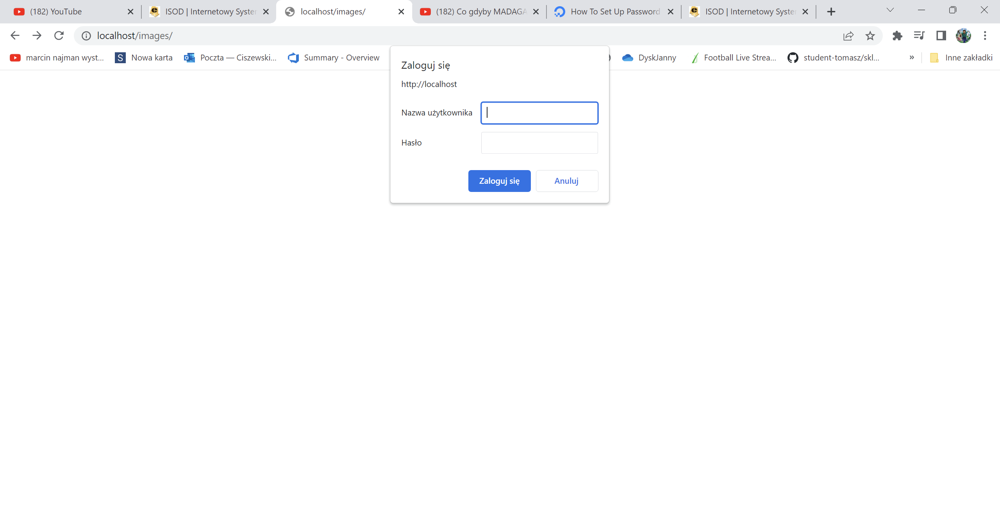 (182) YouTube
ISOD | Internetowy Syster
localhost/images/
(182) Co gdyby MADAGA
How To Set Up Password
ISOD | Internetowy Syster
localhost/images/
marcin najman wyst...
S Nowa karta
Poczta — Ciszewski...
Summary - Overview
DyskJanny
Football Live Strea...
student-tomasz/skl...
»
Inne zakładki
Zaloguj się
http://localhost
Nazwa użytkownika
Hasło
Zaloguj się
Anuluj